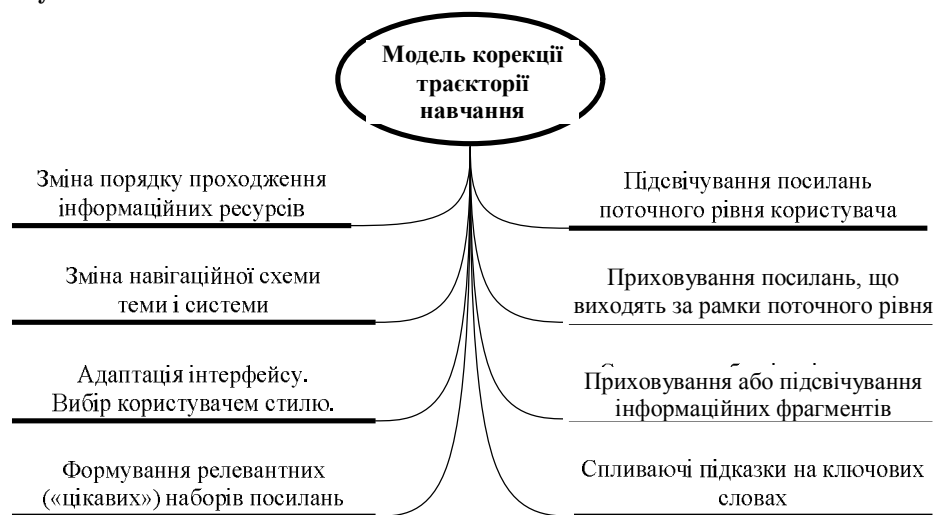 Модель корекції
траєкторії
навчання
Зміна порядку проходження
інформаційних ресурсів
Зміна навігаційної схеми
теми і системи
Адаптація інтерфейсу.
Вибір користувачем стилю.
Формування релевантних
(«цікавих») наборів посилань
Підсвічування посилань
поточного рівня користувача
Приховування посилань, що
виходять за рамки поточного рівня
Приховування або підсвічування
інформаційних фрагментів
Спливаючі підказки на ключових
словах